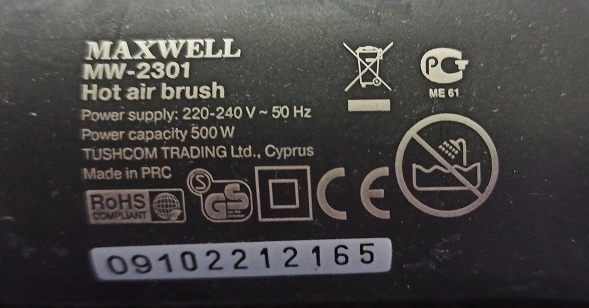 MAXWELL
MW-2301
Hot air brush
Power supply: 220-240 V ~ 50 Hz
Power capacity 500 W
TUSHCOM TRADING Ltd., Cyprus
Made in PRC
RoHS
COMPLIANT
S
GS
CE
РСТ
ME 61
09102212165